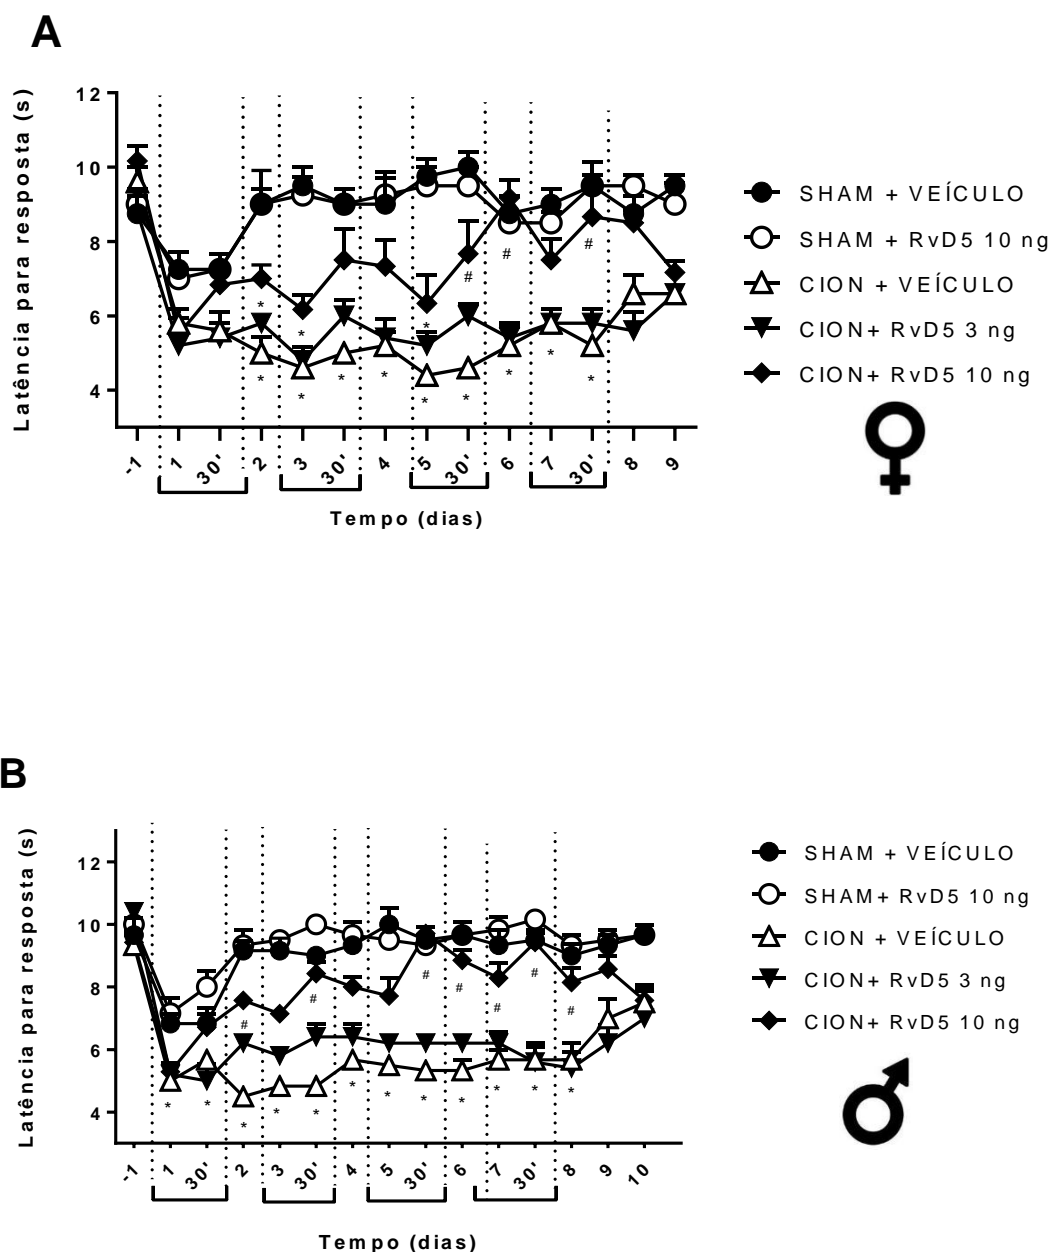 A
Latência para resposta (s)
12
10
8
6
4
-1 1 30' 2 3 30' 4 5 30' 6 7 30' 8 9
Tempo (dias)
SHAM + VEÍCULO
SHAM + RvD5 10 ng
CION + VEÍCULO
CION+ RvD5 3 ng
CION+ RvD5 10 ng
# # #
* * *
* * * * * * * * *
B
Latência para resposta (s)
12
10
8
6
4
-1 1 30' 2 3 30' 4 5 30' 6 7 30' 8 9 10
Tempo (dias)
SHAM + VEÍCULO
SHAM+ RvD5 10 ng
CION + VEÍCULO
CION+ RvD5 3 ng
CION+ RvD5 10 ng
# # # # # # #
* * * * * * * * * * * *